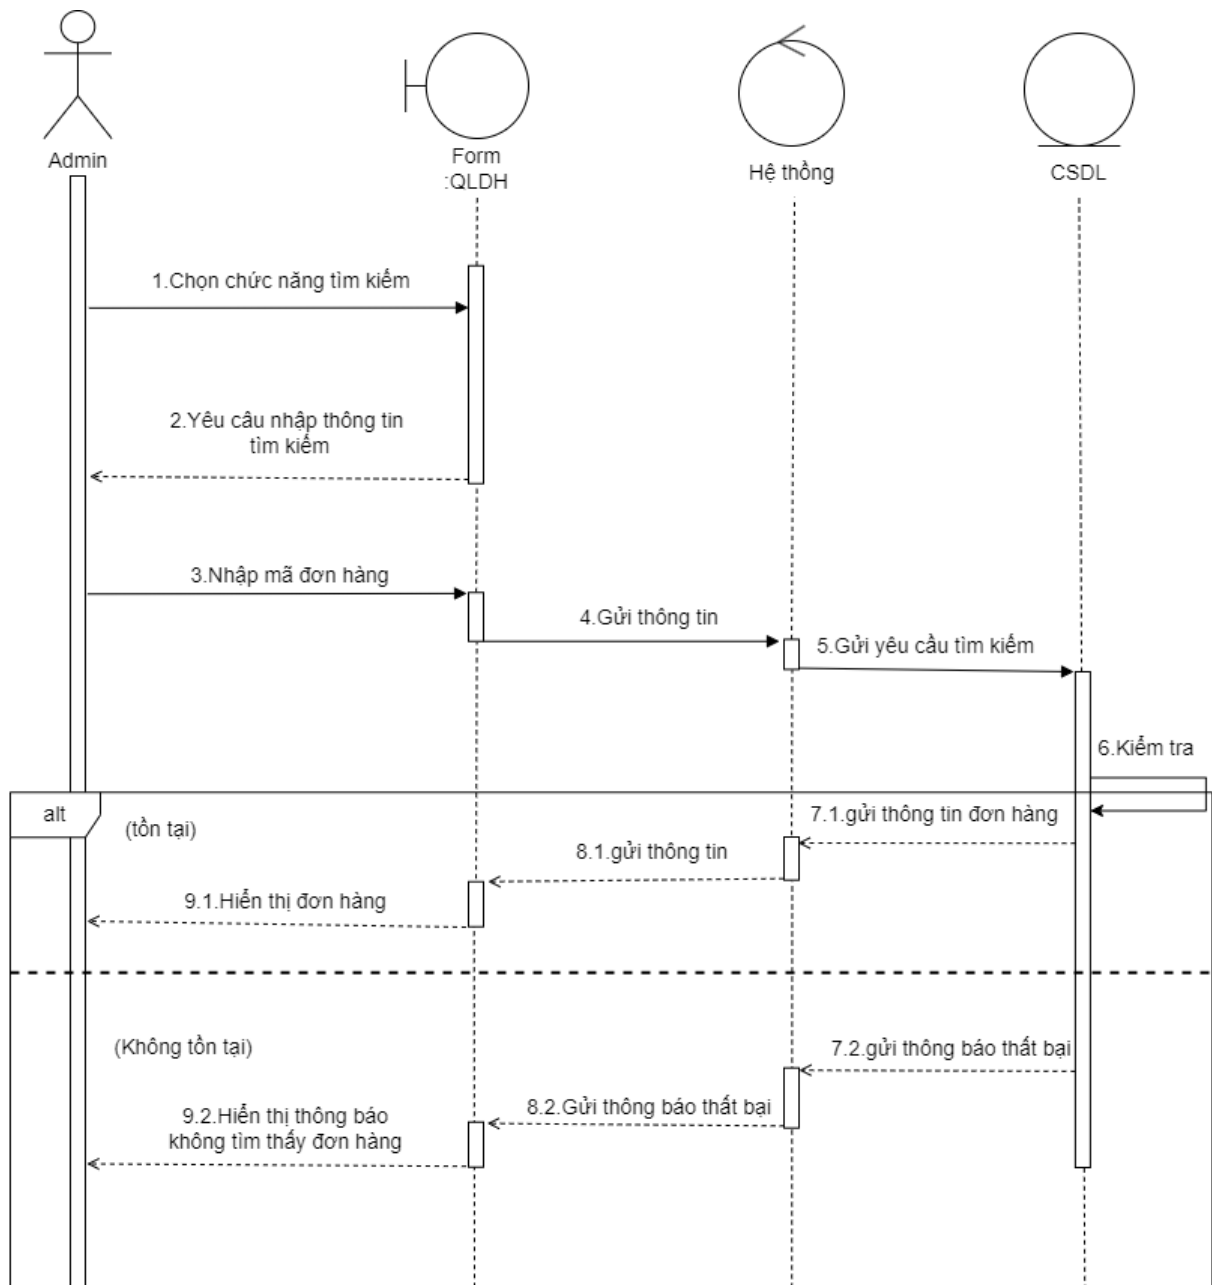 Admin
Form
:QLDH
Hệ thồng
CSDL
1.Chọn chức năng tìm kiếm
2.Yêu câu nhập thông tin
tìm kiếm
3.Nhập mã đơn hàng
4.Gửi thông tin
5.Gửi yêu cầu tìm kiếm
6.Kiểm tra
alt
(tồn tại)
7.1.gửi thông tin đơn hàng
8.1.gửi thông tin
9.1.Hiển thị đơn hàng
(Không tồn tại)
7.2.gửi thông báo thất bại
8.2.Gửi thông báo thất bại
9.2.Hiển thị thông báo
không tìm thấy đơn hàng